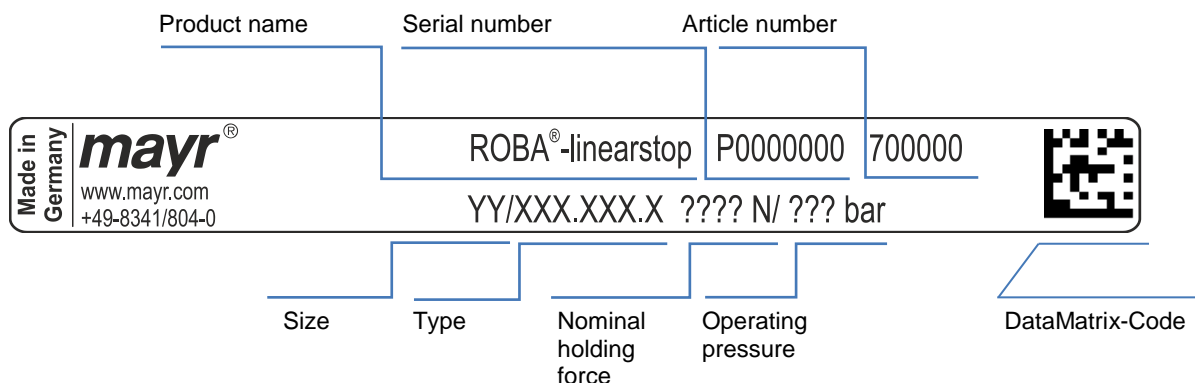 Product name Serial number Article number
Made in
Germany
mayr®
www.mayr.com
+49-8341/804-0
ROBA®-linearstop P0000000 700000
YY/XXX.XXX.X ???? N/ ??? bar
Size Type Nominal
holding
force
Operating
pressure
DataMatrix-Code